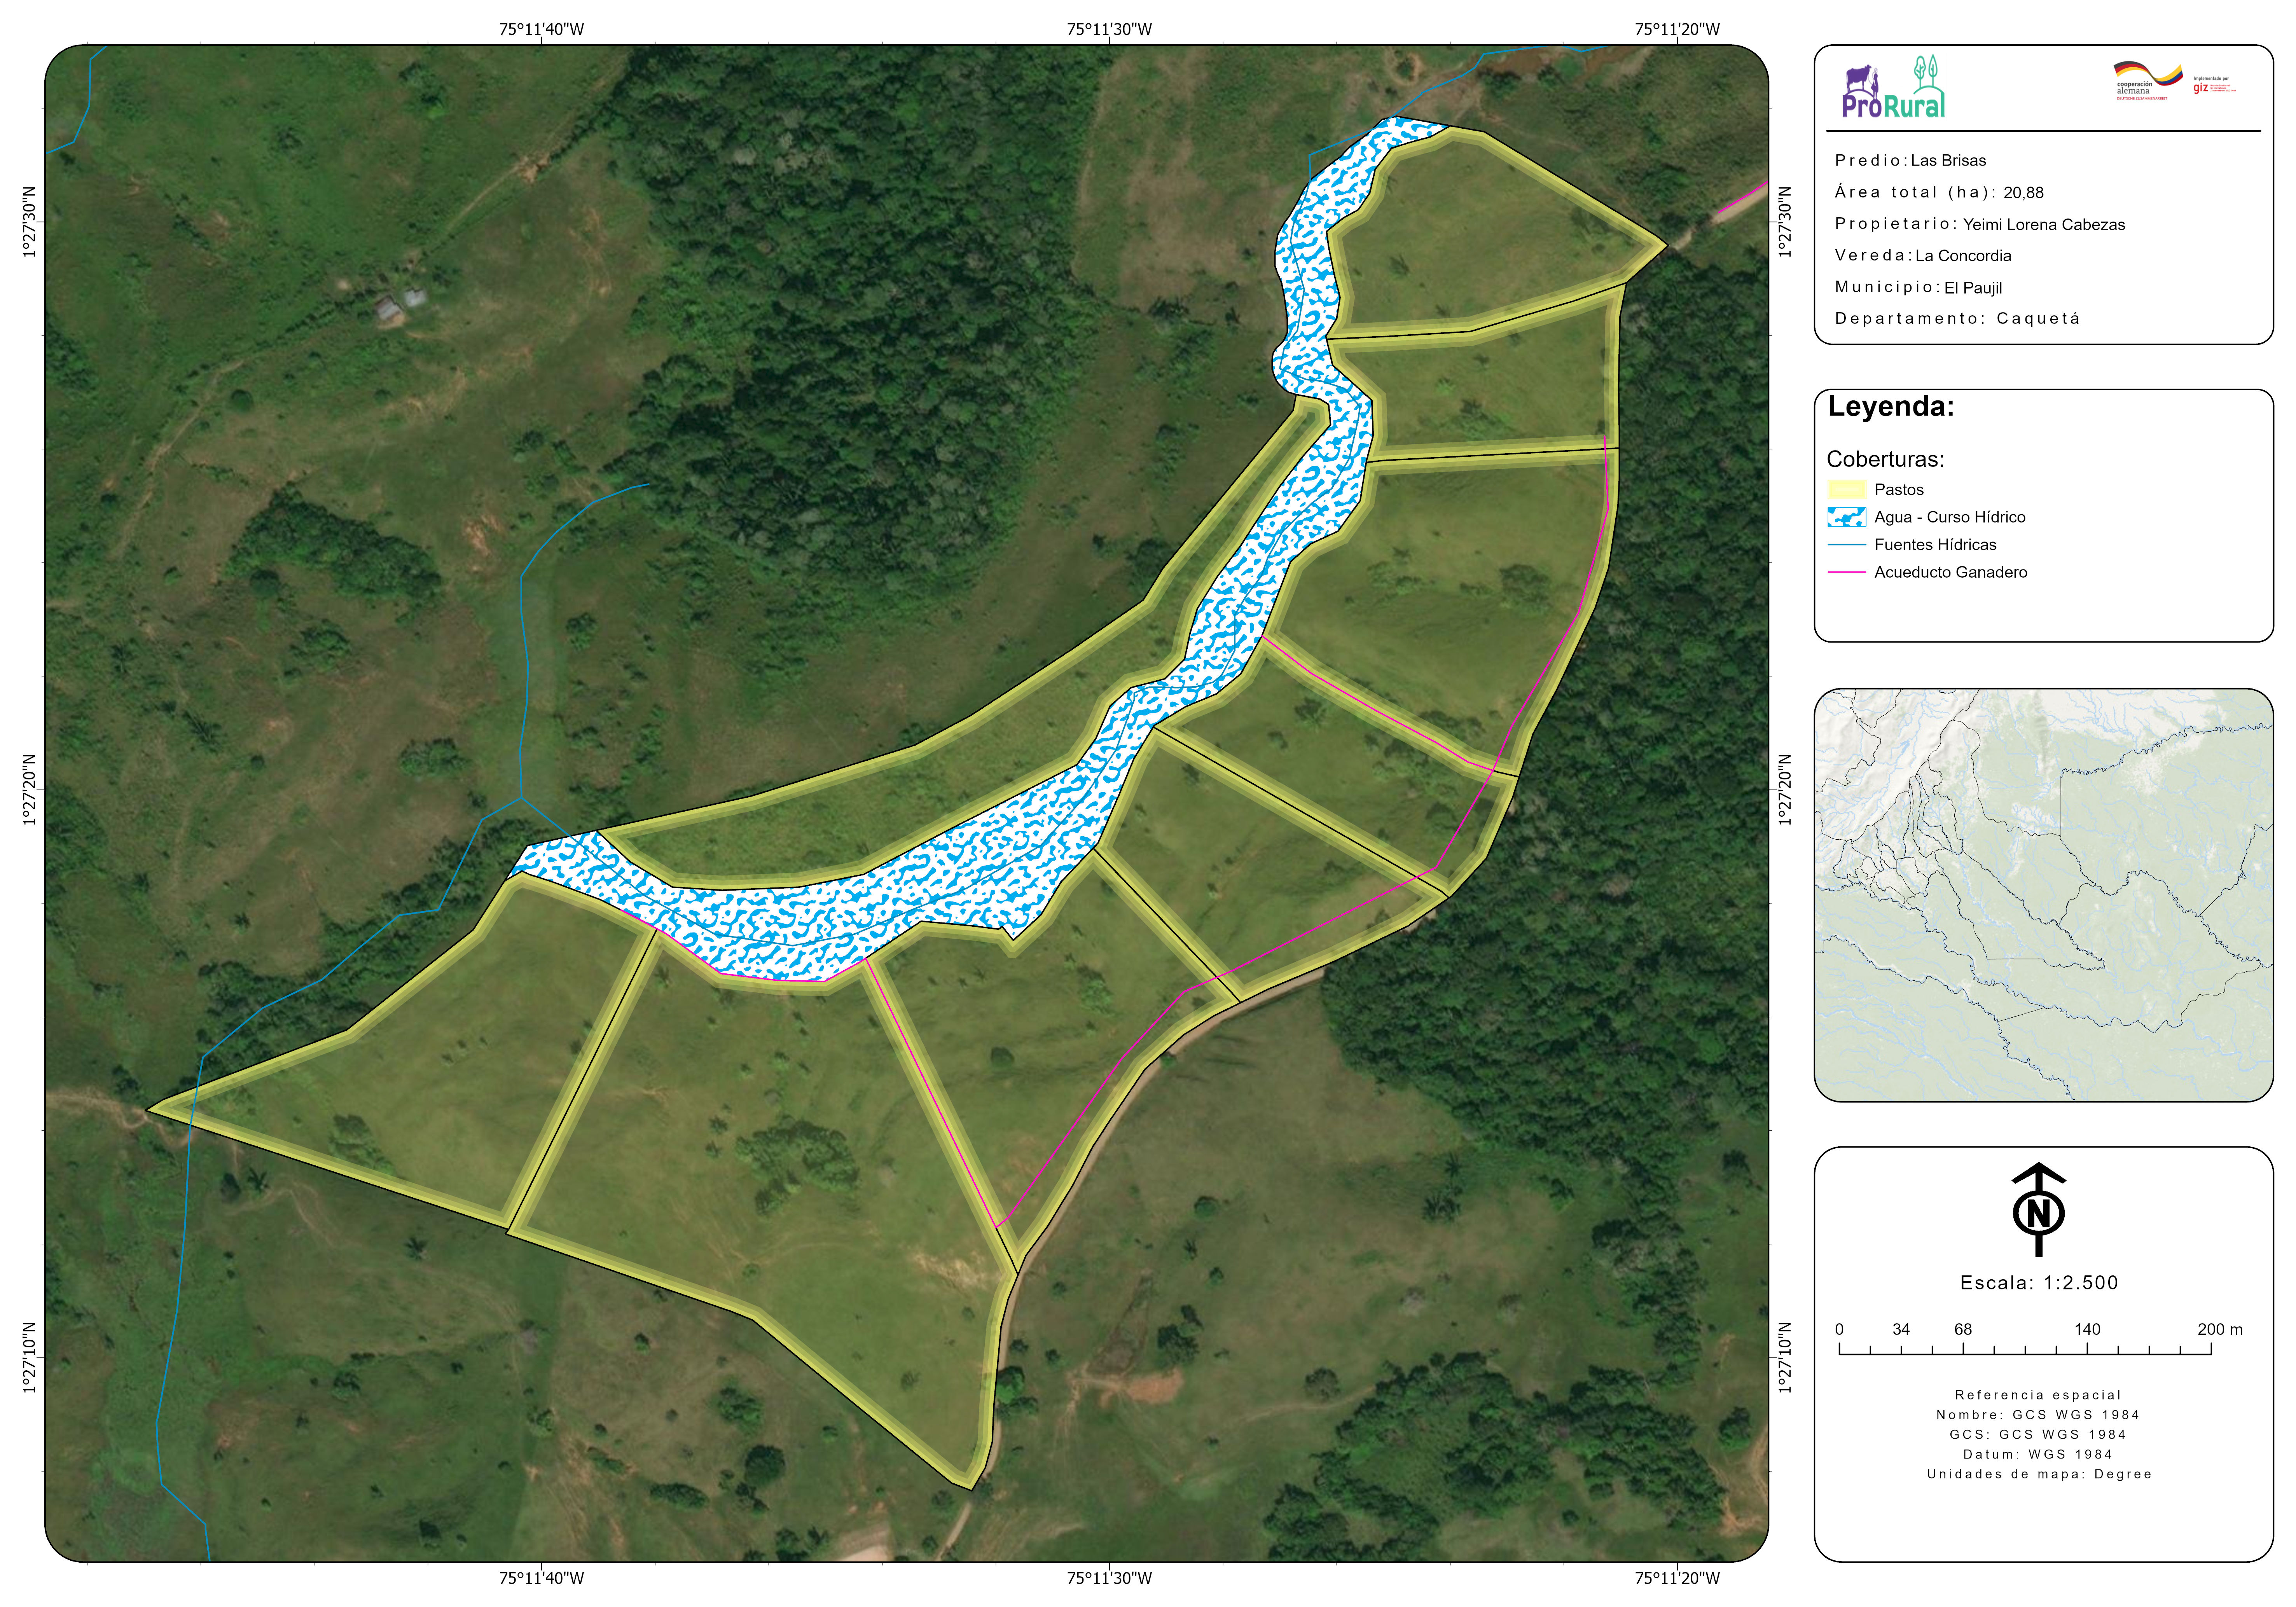 75°11'40"W
75°11'30"W
75°11'20"W
1°27'30"N
1°27'20"N
1°27'10"N
1°27'30"N
1°27'20"N
1°27'10"N
75°11'40"W
75°11'30"W
75°11'20"W
ProRural
cooperación
alemana
DEUTSCHE ZUSAMMENARBEIT
Implementada por
giz
Predio: Las Brisas
Área total (ha): 20,88
Propietario: Yeimi Lorena Cabezas
Vereda: La Concordia
Municipio: El Paujil
Departamento: Caquetá
Leyenda:
Coberturas:
Pastos
Agua - Curso Hídrico
Fuentes Hídricas
Acueducto Ganadero
N
Escala: 1:2.500
0 34 68 140 200 m
Referencia espacial
Nombre: GCS WGS 1984
GCS: GCS WGS 1984
Datum: WGS 1984
Unidades de mapa: Degree